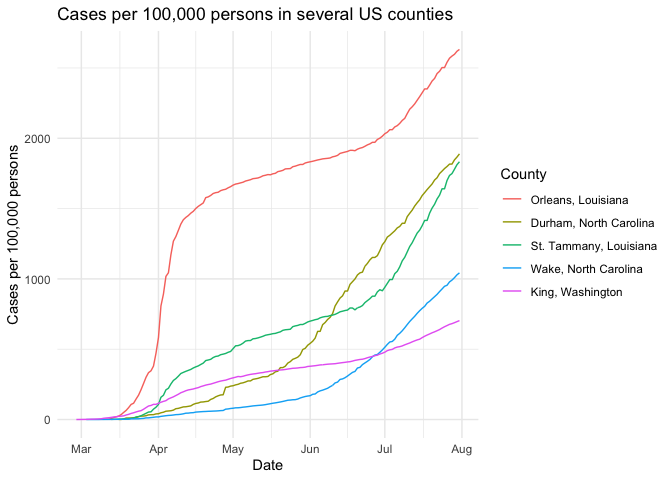 Cases per 100,000 persons in several US counties
Cases per 100,000 persons
2000
1000
0
Mar Apr May Jun Jul Aug
Date
County
Orleans, Louisiana
Durham, North Carolina
St. Tammany, Louisiana
Wake, North Carolina
King, Washington